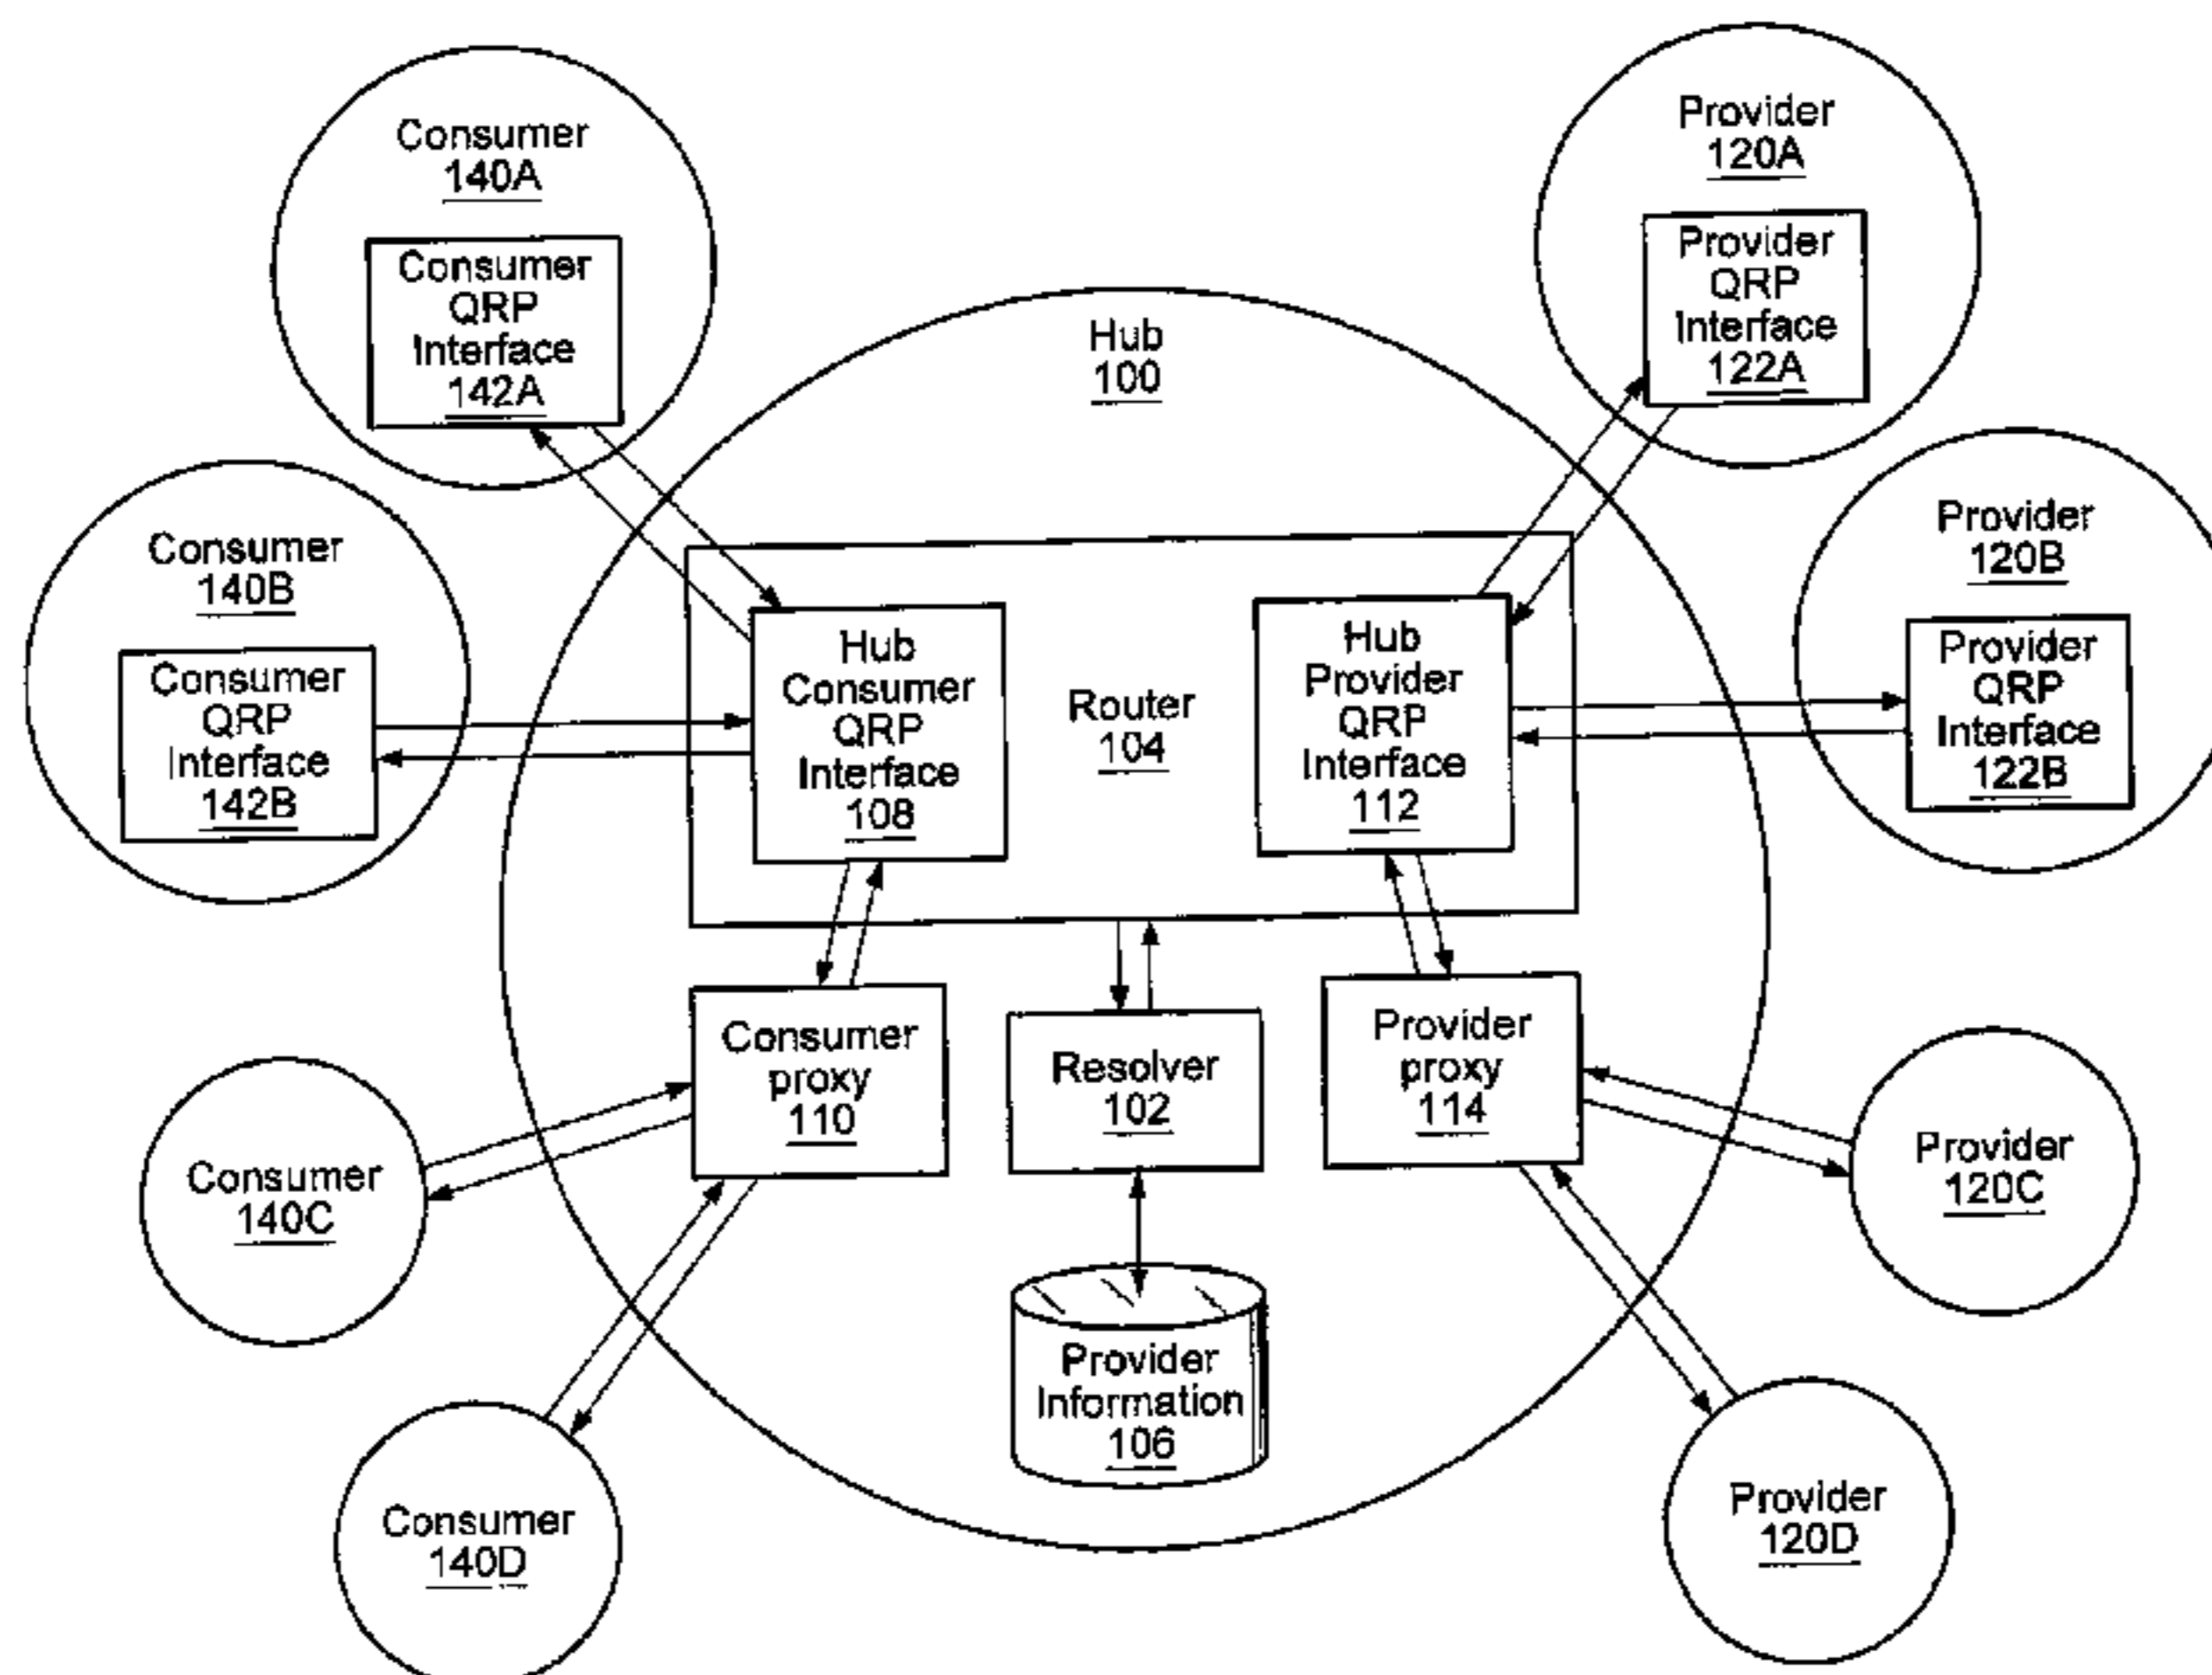 Consumer
140A
Consumer
QRP
Interface
142A
Provider
120A
Provider
QRP
Interface
122A
Hub
100
Consumer
140B
Consumer
QRP
Interface
142B
Provider
120B
Provider
QRP
Interface
122B
Hub
Consumer
QRP
Interface
108
Router
104
Hub
Provider
QRP
Interface
112
Consumer
proxy
110
Resolver
102
Provider
proxy
114
Consumer
140C
Provider
120C
Provider
Information
106
Consumer
140D
Provider
120D